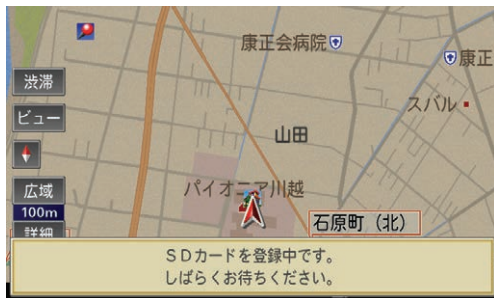 康正会病院
康正
渋滞
スバル
ビュー
山田
広域
パイオニア川越
100m
石原町（北）
詳細
ＳＤカードを登録中です。
しばらくお待ちください。